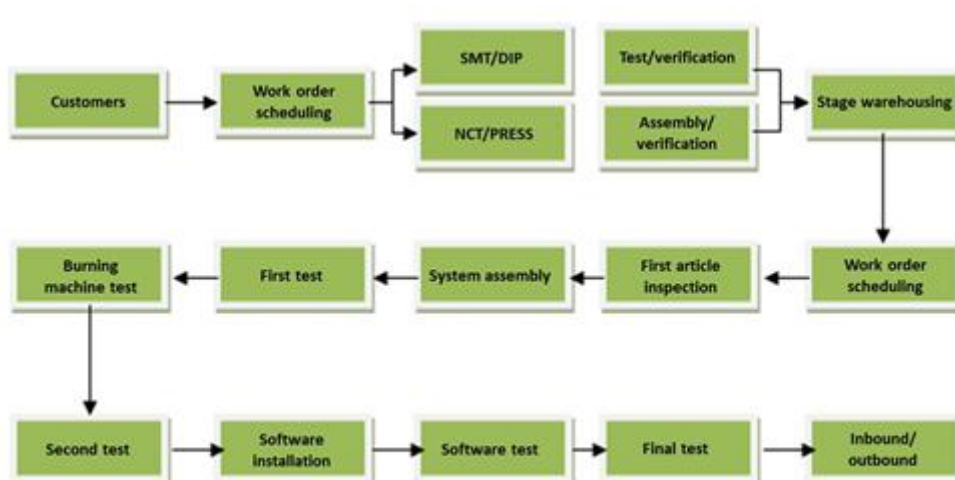 SMT/DIP
Test/verification
Customers
Work order
scheduling
Stage warehousing
NCT/PRESS
Assembly/
verification
Burning
machine test
First test
System assembly
First article
inspection
Work order
scheduling
Second test
Software
installation
Software test
Final test
Inbound/
outbound